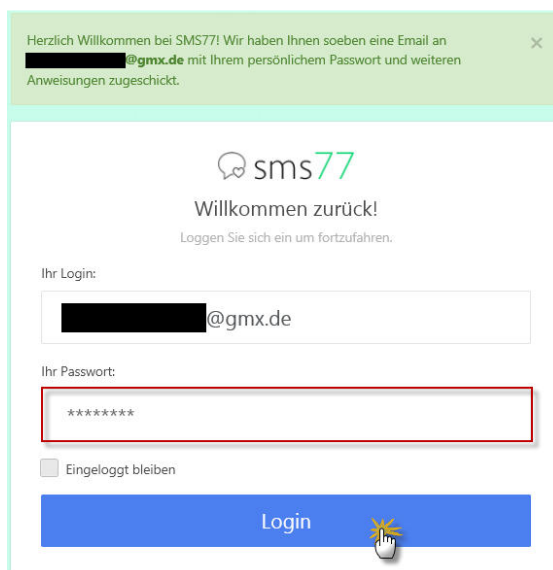 Herzlich Willkommen bei SMS77! Wir haben Ihnen soeben eine Email an
@gmx.de mit Ihrem persönlichem Passwort und weiteren
Anweisungen zugeschickt.
×
sms77
Willkommen zurück!
Loggen Sie sich ein um fortzufahren.
Ihr Login:
@gmx.de
Ihr Passwort:
********
Eingeloggt bleiben
Login